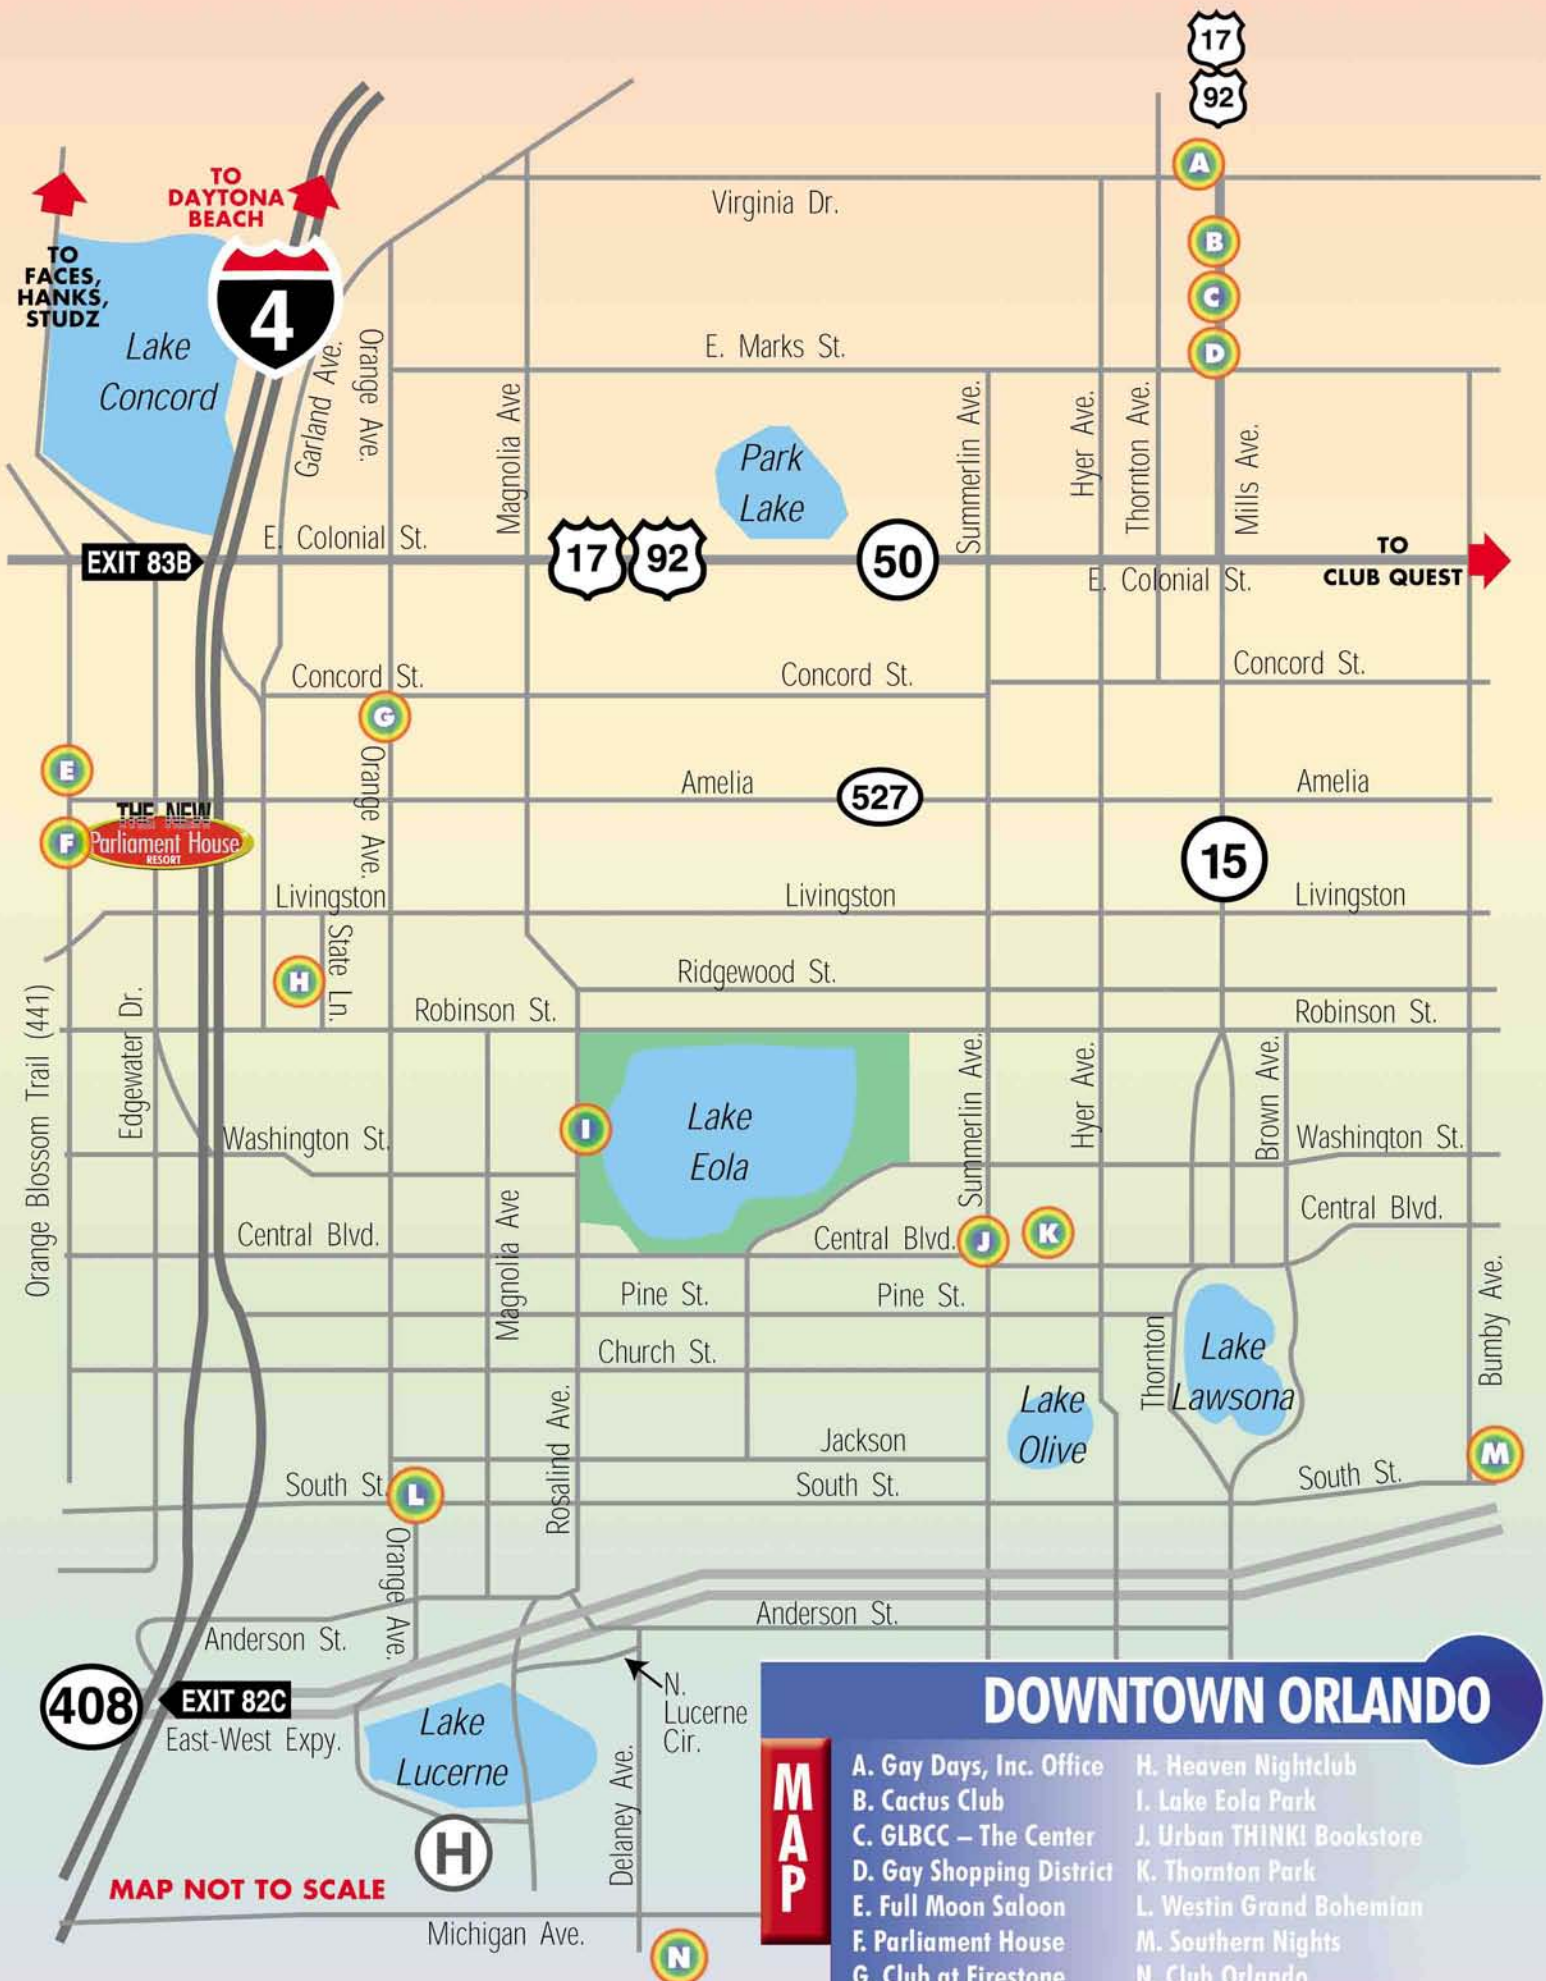 17
92
A
TO
DAYTONA
BEACH
Virginia Dr.
B
TO
FACES,
HANKS,
STUDZ
C
4
Lake
Concord
Garland Ave.
Orange Ave.
E. Marks St.
D
Magnolia Ave
Park
Lake
Summerlin Ave.
Hyer Ave.
Thornton Ave.
Mills Ave.
E. Colonial St.
EXIT 83B
17
92
50
TO
CLUB QUEST
E. Colonial St.
Concord St.
Concord St.
Concord St.
G
E
Orange Ave.
Amelia
527
Amelia
THE NEW
F
Parliament House
RESORT
15
Livingston
Livingston
Livingston
H
State Ln.
Ridgewood St.
Robinson St.
Robinson St.
Orange Blossom Trail (441)
Edgewater Dr.
I
Lake
Eola
Summerlin Ave.
Hyer Ave.
Brown Ave.
Washington St.
Washington St.
Magnolia Ave
Central Blvd.
Central Blvd.
J
K
Central Blvd.
Pine St.
Pine St.
Church St.
Thornton
Lake
Lawsona
Bumby Ave.
Rosalind Ave.
Lake
Olive
Jackson
M
South St.
L
South St.
South St.
Orange Ave.
Anderson St.
Anderson St.
408
EXIT 82C
East-West Expy.
Lake
Lucerne
N.
Lucerne
Cir.
Delaney Ave.
H
MAP NOT TO SCALE
Michigan Ave.
N
DOWNTOWN ORLANDO
MAP
A. Gay Days, Inc. Office
B. Cactus Club
C. GLBCC – The Center
D. Gay Shopping District
E. Full Moon Saloon
F. Parliament House
G. Club at Firestone
H. Heaven Nightclub
I. Lake Eola Park
J. Urban THINK! Bookstore
K. Thornton Park
L. Westin Grand Bohemian
M. Southern Nights
N. Club Orlando